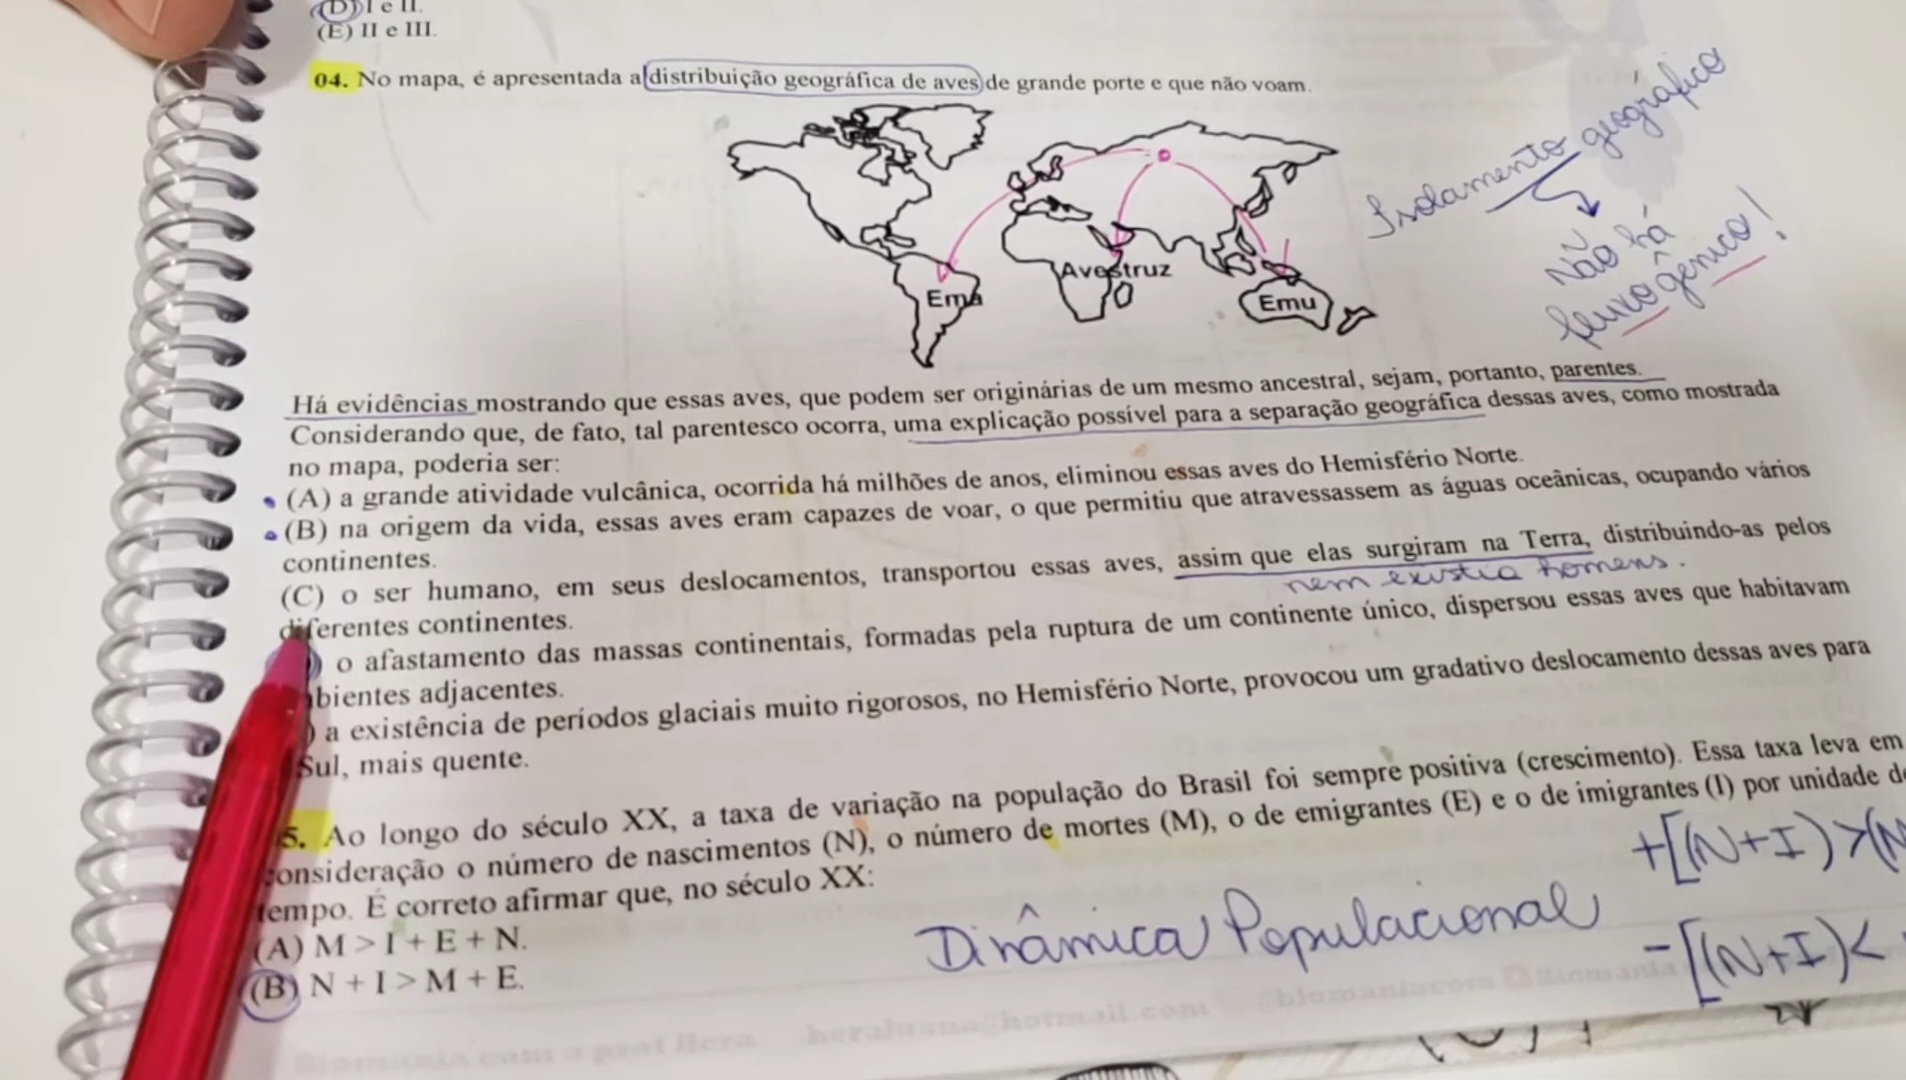 (D) I e II.
(E) II e III.
04. No mapa, é apresentada a distribuição geográfica de aves de grande porte e que não voam.
Isolamento geográfico
Não há
fluxo gênico!
Avestruz
Ema
Emu
Há evidências mostrando que essas aves, que podem ser originárias de um mesmo ancestral, sejam, portanto, parentes.
Considerando que, de fato, tal parentesco ocorra, uma explicação possível para a separação geográfica dessas aves, como mostrada
no mapa, poderia ser:
(A) a grande atividade vulcânica, ocorrida há milhões de anos, eliminou essas aves do Hemisfério Norte.
(B) na origem da vida, essas aves eram capazes de voar, o que permitiu que atravessassem as águas oceânicas, ocupando vários
continentes.
(C) o ser humano, em seus deslocamentos, transportou essas aves, assim que elas surgiram na Terra, distribuindo-as pelos
nem existia homens.
diferentes continentes.
) o afastamento das massas continentais, formadas pela ruptura de um continente único, dispersou essas aves que habitavam
bientes adjacentes.
) a existência de períodos glaciais muito rigorosos, no Hemisfério Norte, provocou um gradativo deslocamento dessas aves para
Sul, mais quente.
5. Ao longo do século XX, a taxa de variação na população do Brasil foi sempre positiva (crescimento). Essa taxa leva em
consideração o número de nascimentos (N), o número de mortes (M), o de emigrantes (E) e o de imigrantes (I) por unidade de
tempo. É correto afirmar que, no século XX:
+[(N+I)>(
(A) M > I + E + N.
Dinâmica Populacional
-[(N+I)<
(B) N + I > M + E.
Biomania com a prof Hera